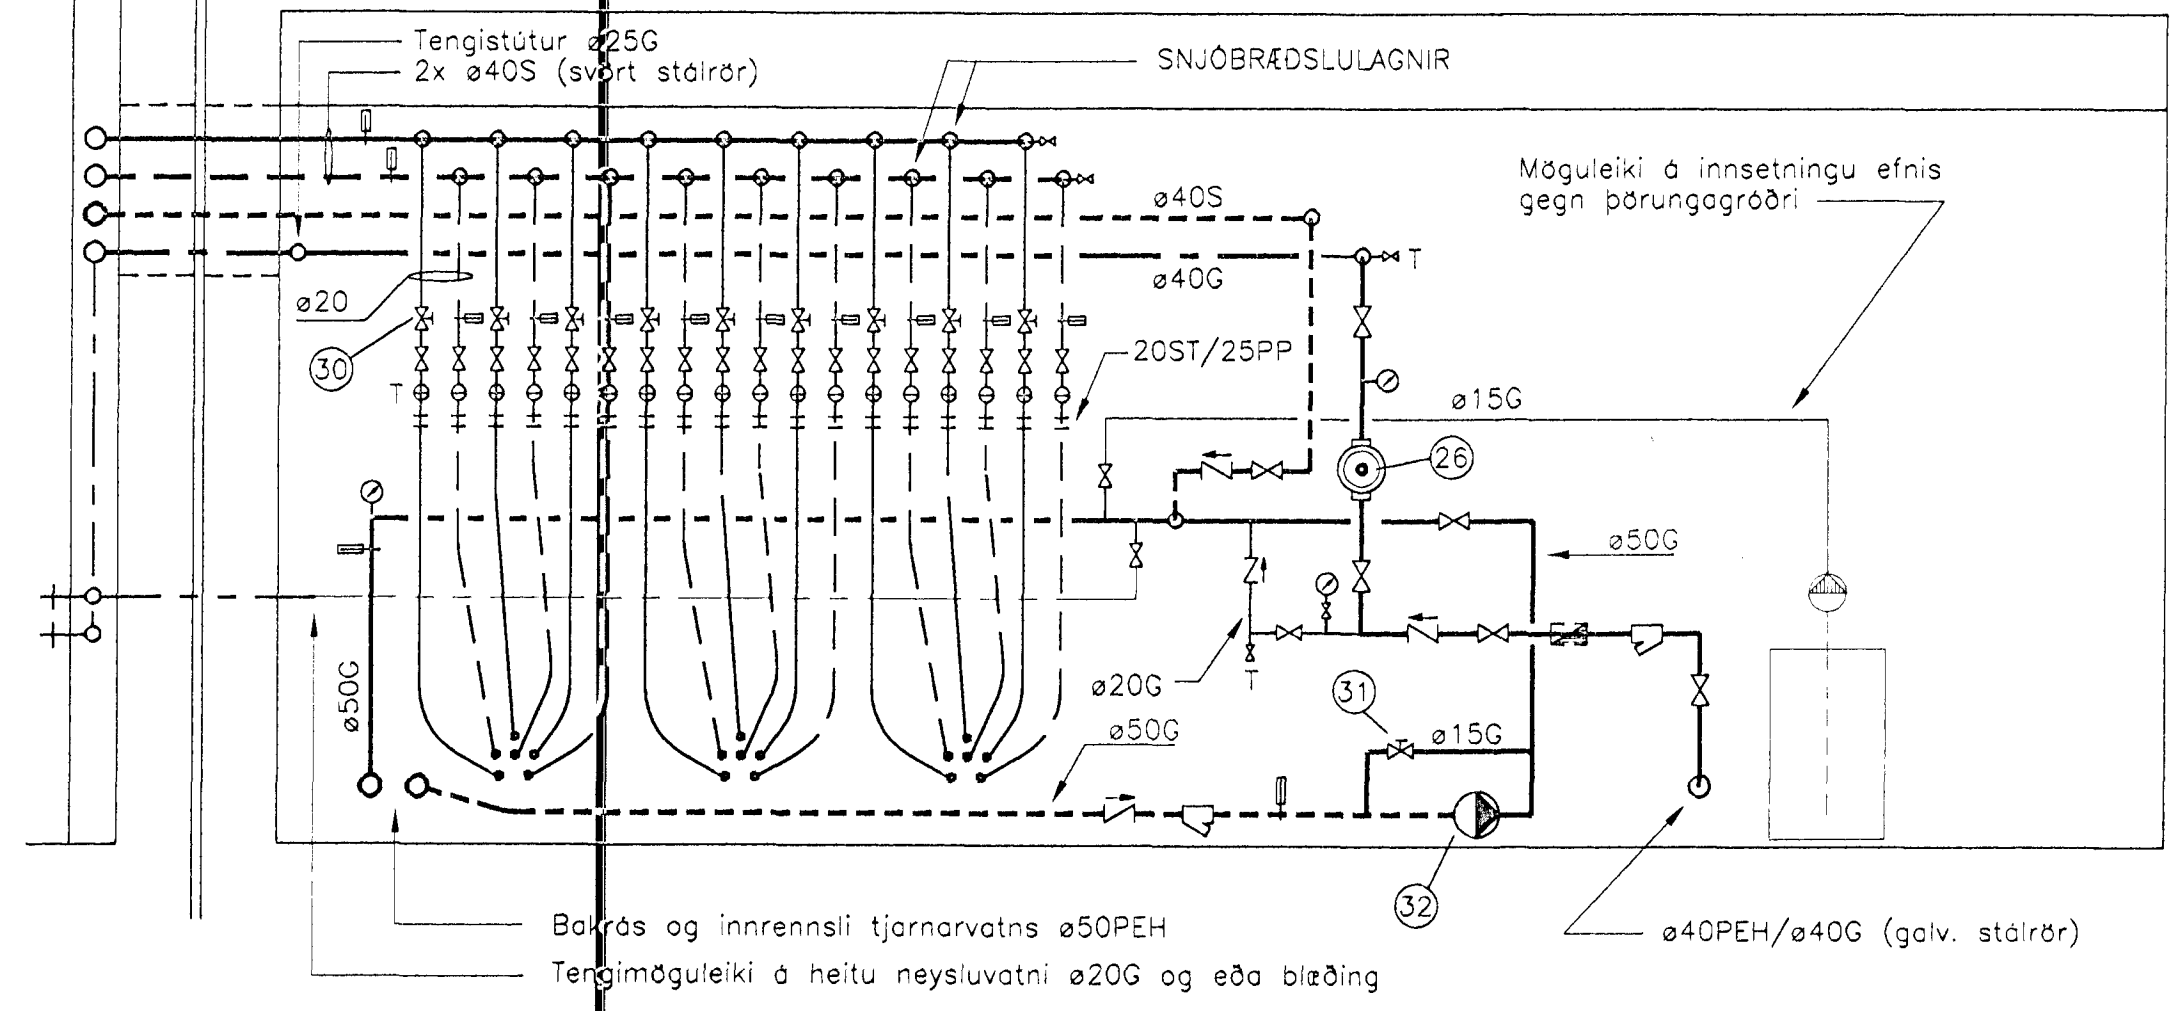 Tengistútur ø25G
2x ø40S (svört stálrör)
SNJÓBRÆÐSLULAGNIR
Möguleiki á innsetningu efnis
gegn þörungagróðri
ø40S
T
ø40G
ø20
30
20ST/25PP
T
ø15G
26
ø50G
ø50G
ø20G
T
31
ø50G
ø15G
32
Bakrás og innrennsli tjarnarvatns ø50PEH
ø40PEH/ø40G (galv. stálrör)
Tengimöguleiki á heitu neysluvatni ø20G og eða blæðing